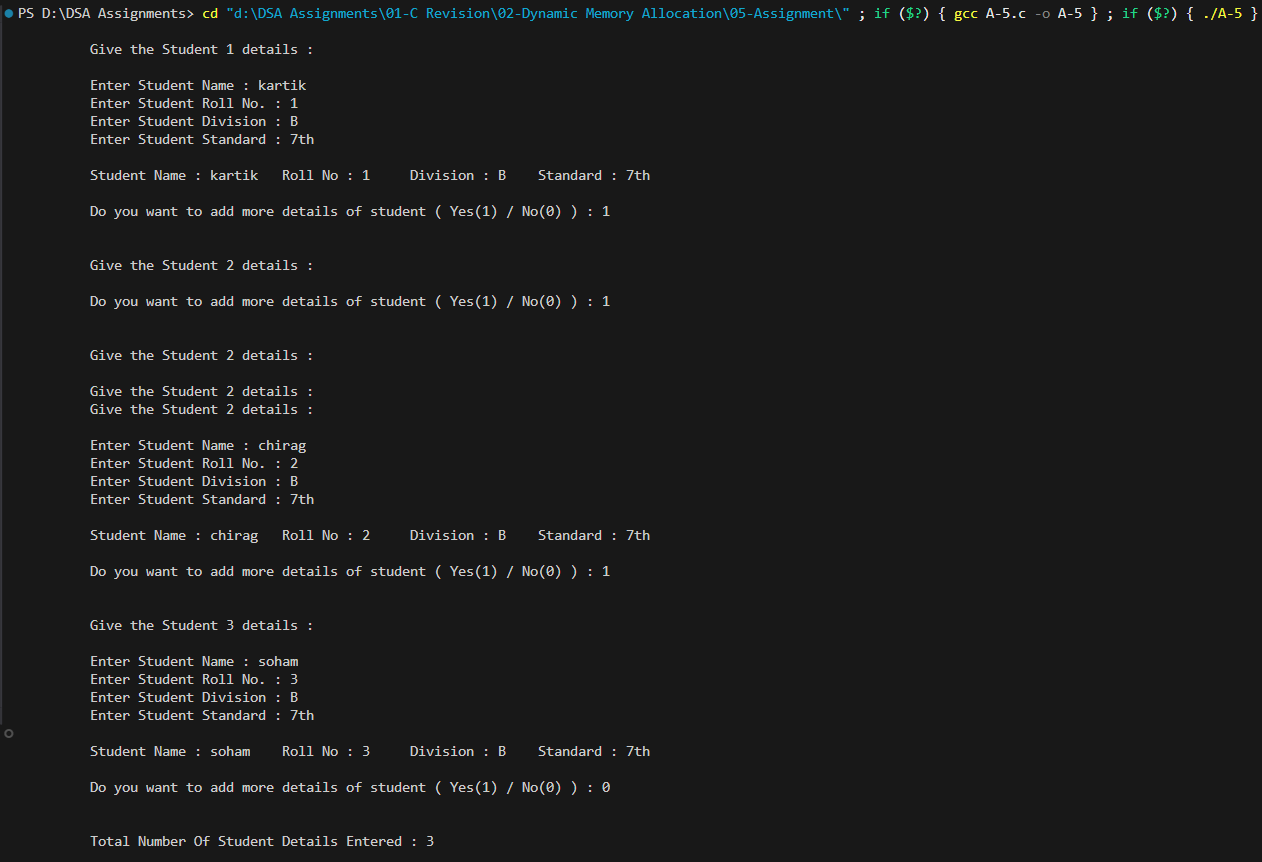 PS D:\DSA Assignments> cd "d:\DSA Assignments\01-C Revision\02-Dynamic Memory Allocation\05-Assignment\" ; if ($?) { gcc A-5.c -o A-5 } ; if ($?) { ./A-5 }
Give the Student 1 details :
Enter Student Name : kartik
Enter Student Roll No. : 1
Enter Student Division : B
Enter Student Standard : 7th
Student Name : kartik   Roll No : 1     Division : B    Standard : 7th
Do you want to add more details of student ( Yes(1) / No(0) ) : 1
Give the Student 2 details :
Do you want to add more details of student ( Yes(1) / No(0) ) : 1
Give the Student 2 details :
Give the Student 2 details :
Give the Student 2 details :
Enter Student Name : chirag
Enter Student Roll No. : 2
Enter Student Division : B
Enter Student Standard : 7th
Student Name : chirag   Roll No : 2     Division : B    Standard : 7th
Do you want to add more details of student ( Yes(1) / No(0) ) : 1
Give the Student 3 details :
Enter Student Name : soham
Enter Student Roll No. : 3
Enter Student Division : B
Enter Student Standard : 7th
Student Name : soham    Roll No : 3     Division : B    Standard : 7th
Do you want to add more details of student ( Yes(1) / No(0) ) : 0
Total Number Of Student Details Entered : 3